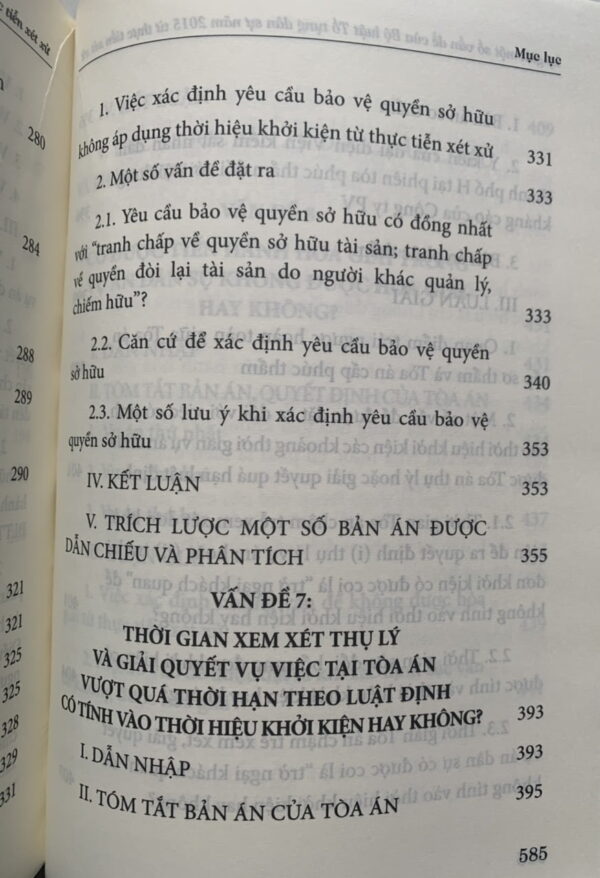 c tiễn xét xử
280
284
288
289
290
321
321
325
325
328
329
331
Mục lục
1. Việc xác định yêu cầu bảo vệ quyền sở hữu
không áp dụng thời hiệu khởi kiện từ thực tiễn xét xử 331
2. Một số vấn đề đặt ra 333
2.1. Yêu cầu bảo vệ quyền sở hữu có đồng nhất
với "tranh chấp về quyền sở hữu tài sản; tranh chấp
về quyền đòi lại tài sản do người khác quản lý,
chiếm hữu"? 333
2.2. Căn cứ để xác định yêu cầu bảo vệ quyền
sở hữu 340
2.3. Một số lưu ý khi xác định yêu cầu bảo vệ
quyền sở hữu 353
IV. KẾT LUẬN 353
V. TRÍCH LƯỢC MỘT SỐ BẢN ÁN ĐƯỢC
DẪN CHIẾU VÀ PHÂN TÍCH 355
VẤN ĐỀ 7:
THỜI GIAN XEM XÉT THỤ LÝ
VÀ GIẢI QUYẾT VỤ VIỆC TẠI TÒA ÁN
VƯỢT QUÁ THỜI HẠN THEO LUẬT ĐỊNH
CÓ TÍNH VÀO THỜI HIỆU KHỞI KIỆN HAY KHÔNG? 393
I. DẪN NHẬP 393
II. TÓM TẮT BẢN ÁN CỦA TÒA ÁN 395
585